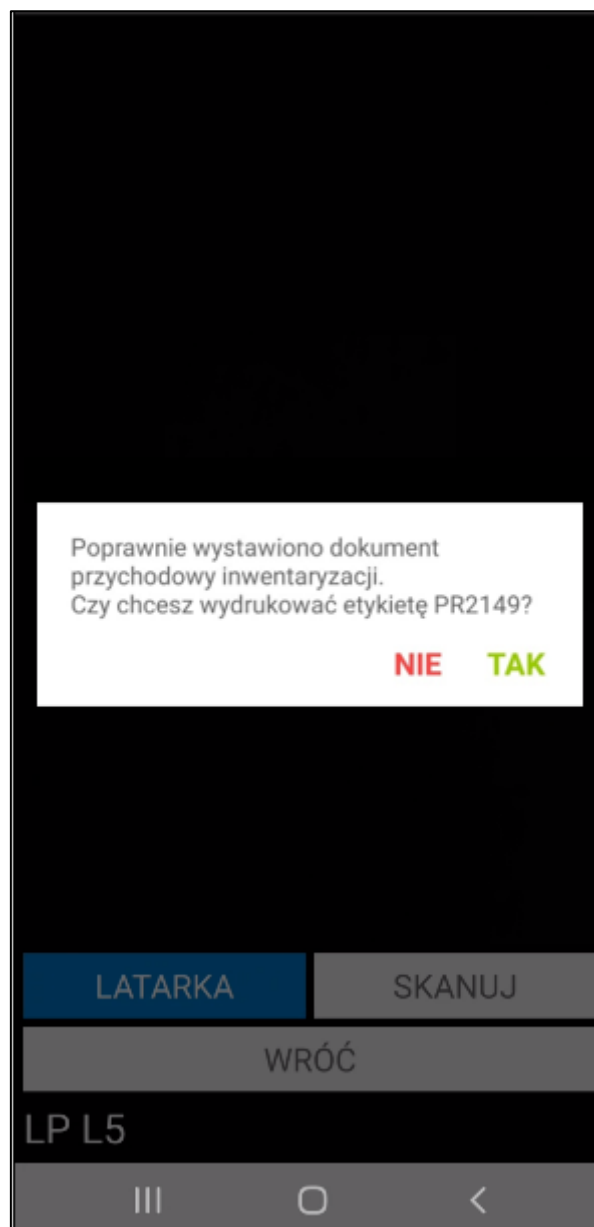 Poprawnie wystawiono dokument
przychodowy inwentaryzacji.
Czy chcesz wydrukować etykietę PR2149?
NIE TAK
LATARKA SKANUJ
WRÓĆ
LP L5